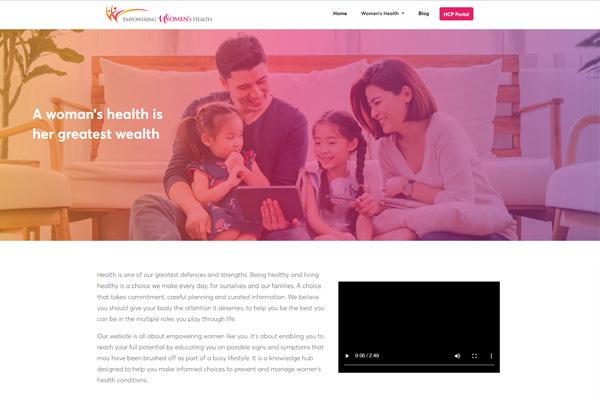 EMPOWERING WOMEN'S HEALTH
Home
Women's Health
Blog
HCP Portal
A woman's health is
her greatest wealth
Health is one of our greatest defences and strengths. Being healthy and living
healthy is a choice we make every day, for ourselves and our families. A choice
that takes commitment, careful planning and curated information. We believe
you should give your body the attention it deserves, to help you be the best you
can be in the multiple roles you play through life.
Our website is all about empowering women like you. It's about enabling you to
reach your full potential by educating you on possible signs and symptoms that
may have been brushed off as part of a busy lifestyle. It is a knowledge hub
designed to help you make informed choices to prevent and manage women's
health conditions.
0:00 / 2:49